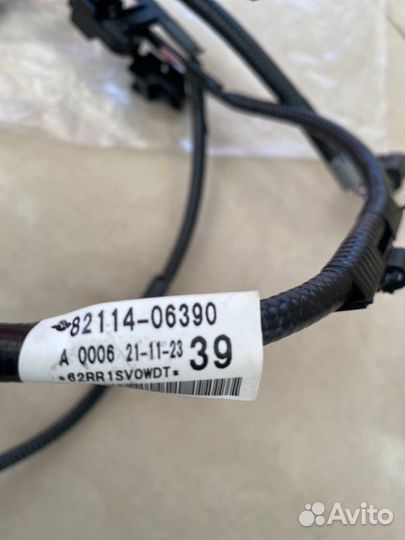 82114-06390
A 0006 21-11-23 39
*62RR1SV0WDT*
Avito